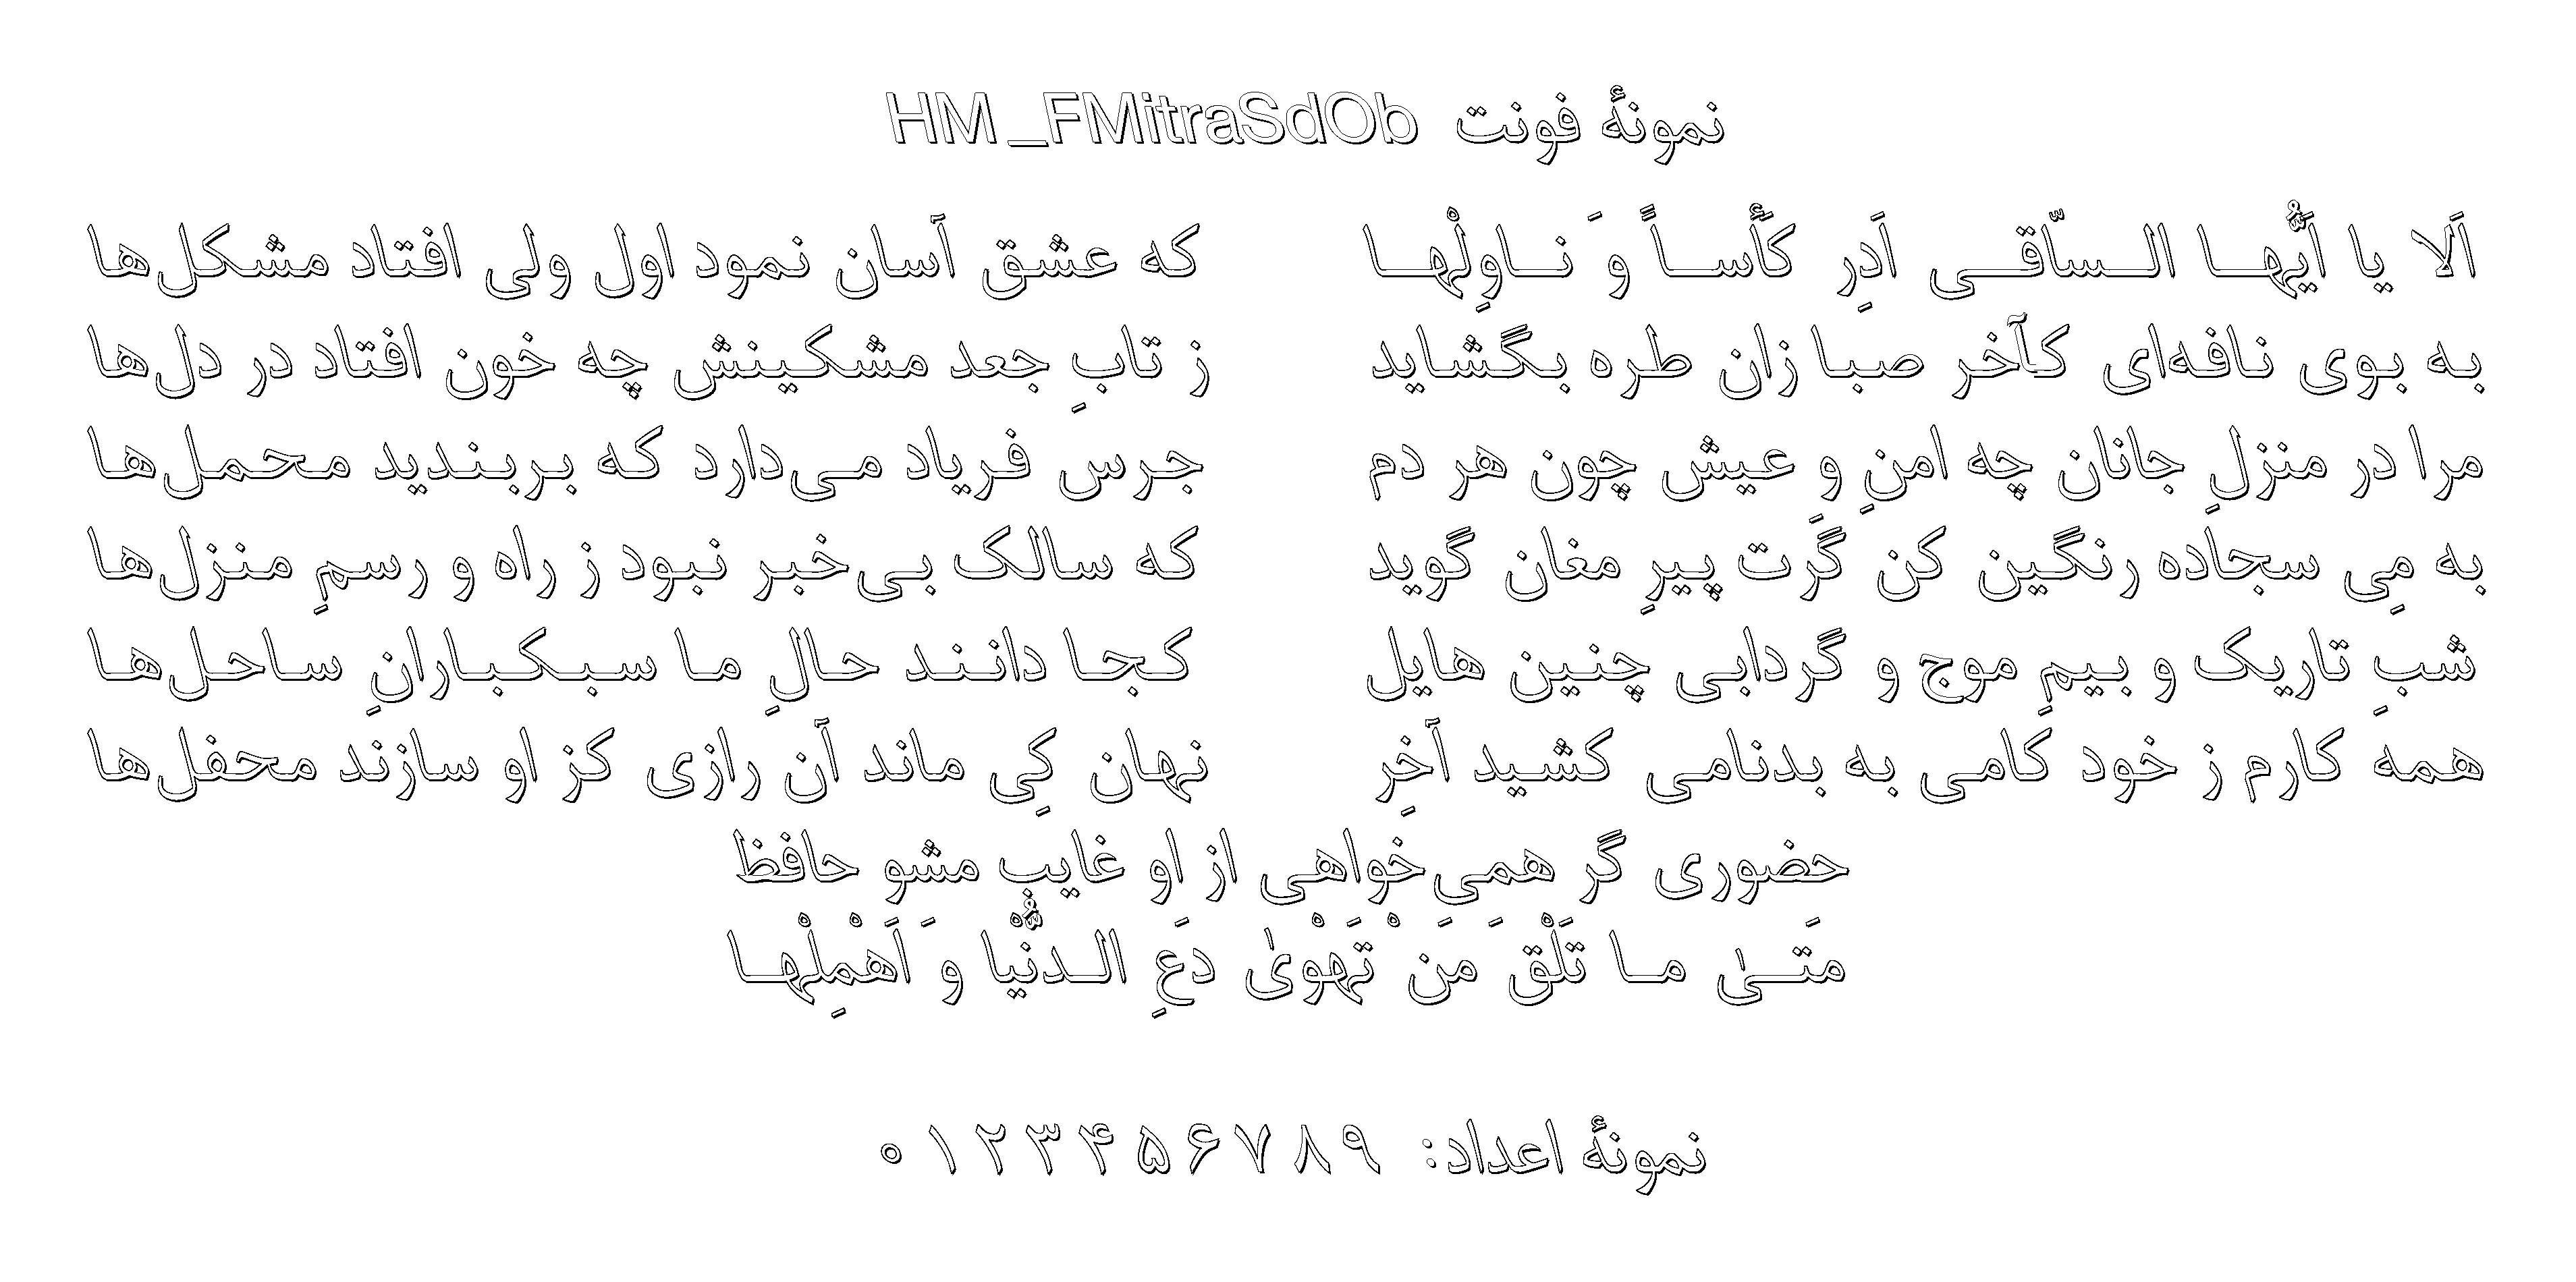 نمونهٔ فونت HM_FMitraSdOb
اَلا یا اَیُّهـا الـسّاقی اَدِر کَأساً وَ نـاوِلْها که عشق آسان نمود اول ولی افتاد مشکل‌ها
به بوی نافه‌ای کآخر صبا زان طره بگشاید ز تابِ جعد مشکینش چه خون افتاد در دل‌ها
مرا در منزلِ جانان چه امنِ و عیش چون هر دم جرس فریاد می‌دارد که بربندید محمل‌ها
به مِی سجاده رنگین کن گَرَت پیرِ مغان گوید که سالک بی‌خبر نبود ز راه و رسمِ منزل‌ها
شبِ تاریک و بیمِ موج و گردابی چنین هایل کجا دانند حالِ ما سبکبارانِ ساحل‌ها
همه کارم ز خود کامی به بدنامی کشید آخِر نهان کِی ماند آن رازی کز او سازند محفل‌ها
حضوری گر همی‌خواهی از او غایب مشو حافظ
مَتیٰ ما تَلْقَ مَنْ تَهْویٰ دَعِ الدُّنْیا وَ اَهْمِلْها
نمونهٔ اعداد: ۰ ۱ ۲ ۳ ۴ ۵ ۶ ۷ ۸ ۹